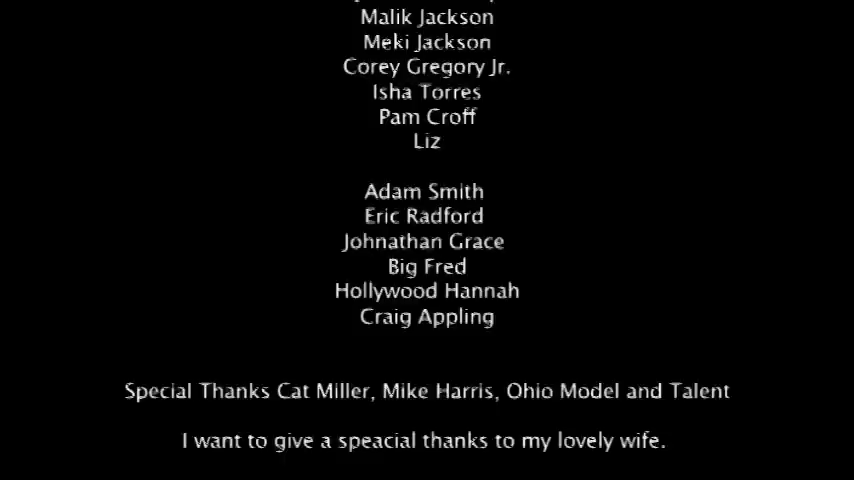 Malik Jackson
Meki Jackson
Corey Gregory Jr.
Isha Torres
Pam Croff
Liz
Adam Smith
Eric Radford
Johnathan Grace
Big Fred
Hollywood Hannah
Craig Appling
Special Thanks Cat Miller, Mike Harris, Ohio Model and Talent
I want to give a speacial thanks to my lovely wife.